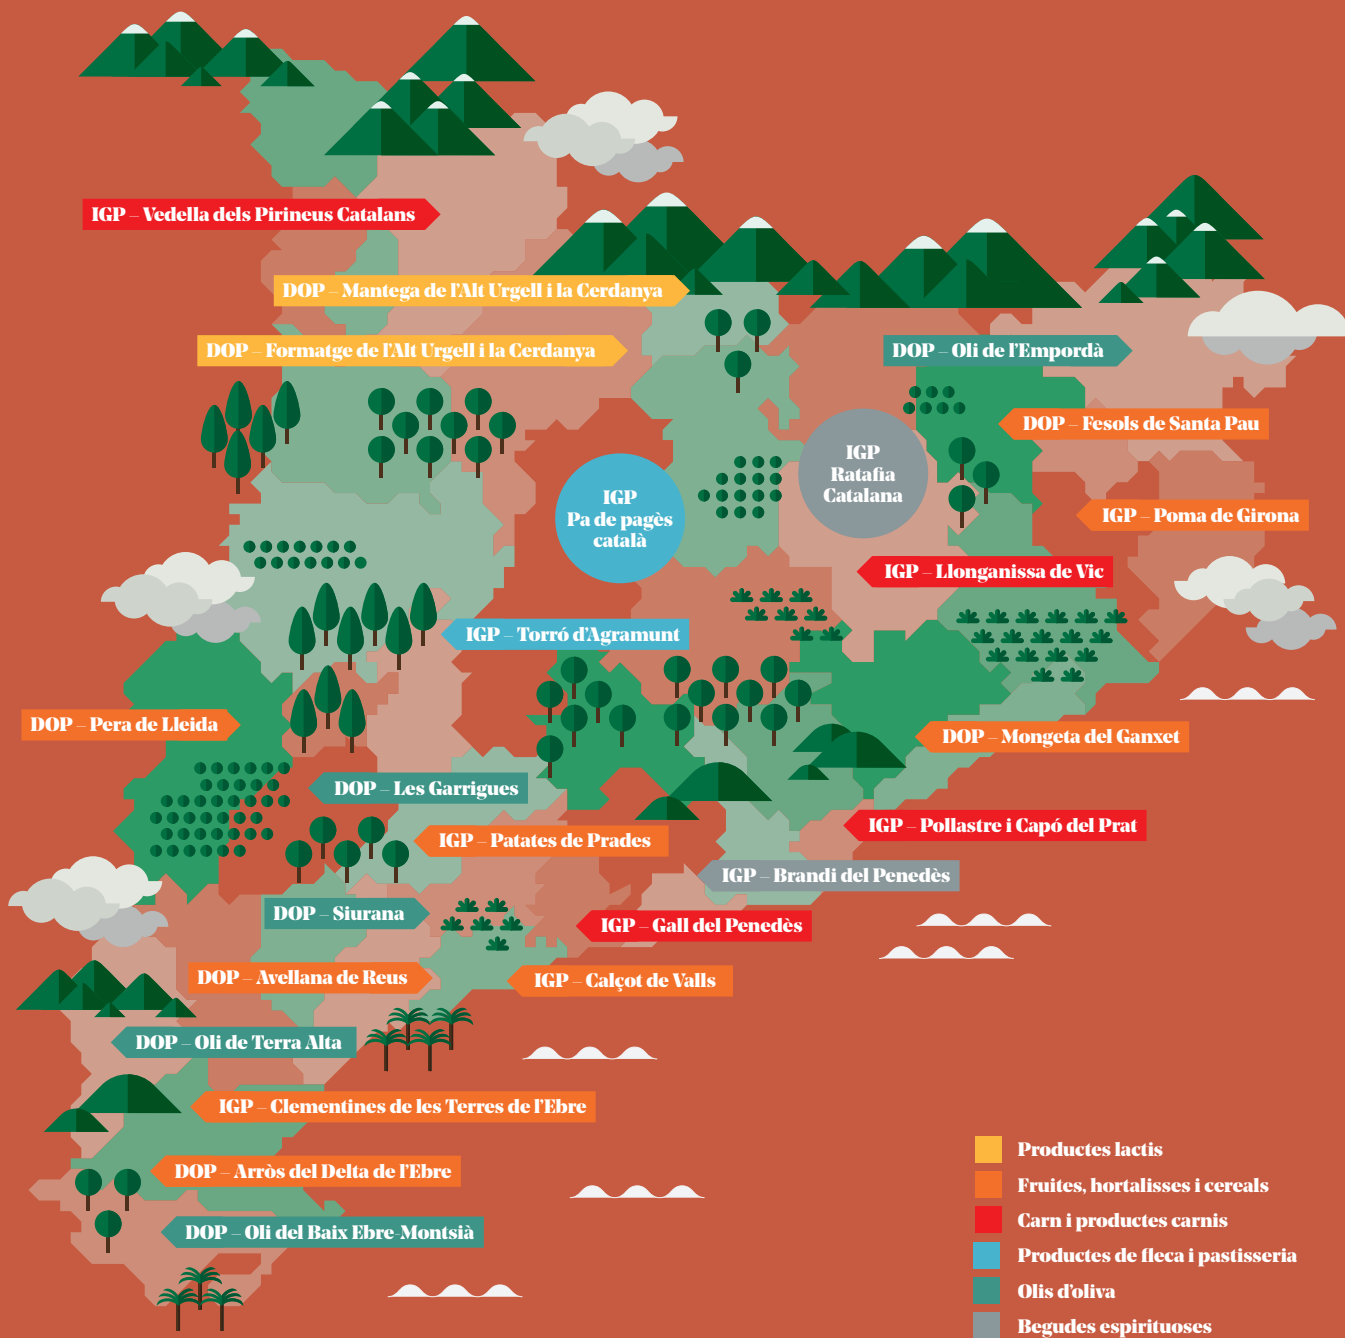 IGP – Vedella dels Pirineus Catalans
DOP – Mantega de l'Alt Urgell i la Cerdanya
DOP – Formatge de l'Alt Urgell i la Cerdanya
DOP – Oli de l'Empordà
DOP – Fesols de Santa Pau
IGP
Ratafia
Catalana
IGP
Pa de pagès
català
IGP – Poma de Girona
IGP – Llonganissa de Vic
IGP – Torró d'Agramunt
DOP – Pera de Lleida
DOP – Mongeta del Ganxet
DOP – Les Garrigues
IGP – Pollastre i Capó del Prat
IGP – Patates de Prades
IGP – Brandi del Penedès
DOP – Siurana
IGP – Gall del Penedès
DOP – Avellana de Reus
IGP – Calçot de Valls
DOP – Oli de Terra Alta
IGP – Clementines de les Terres de l'Ebre
DOP – Arròs del Delta de l'Ebre
DOP – Oli del Baix Ebre-Montsià
Productes lactis
Fruites, hortalisses i cereals
Carn i productes carnis
Productes de fleca i pastisseria
Olis d'oliva
Begudes espirituoses